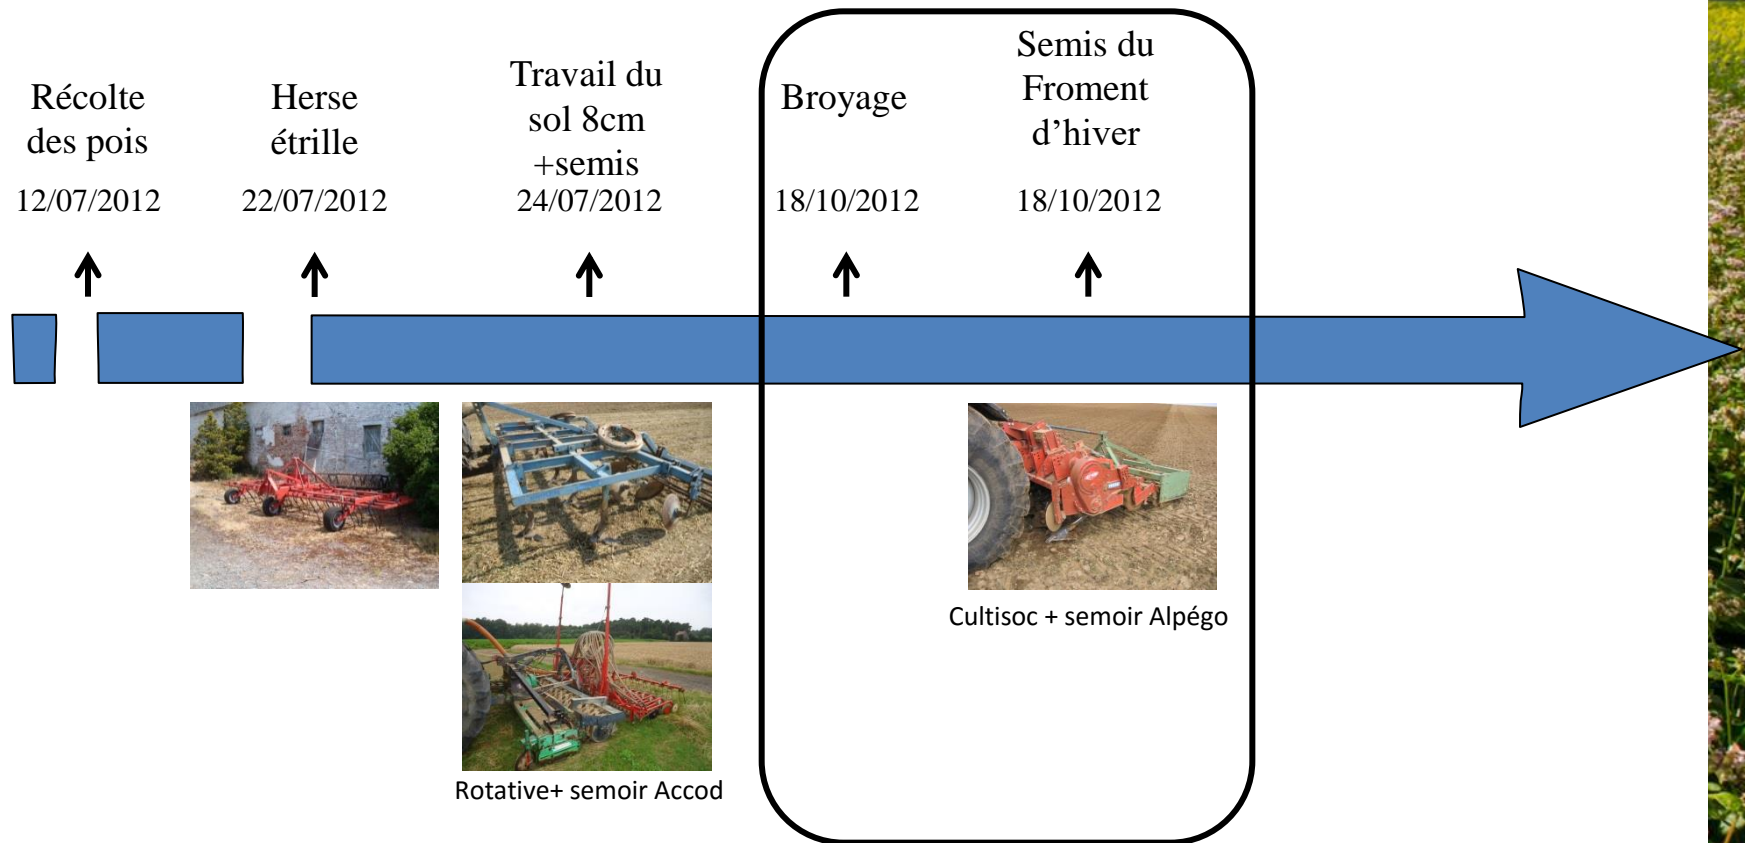 Récolte
des pois
12/07/2012
Herse
étrille
22/07/2012
Travail du
sol 8cm
+semis
24/07/2012
Broyage
18/10/2012
Semis du
Froment
d’hiver
18/10/2012
Rotative+ semoir Accod
Cultisoc + semoir Alpégo